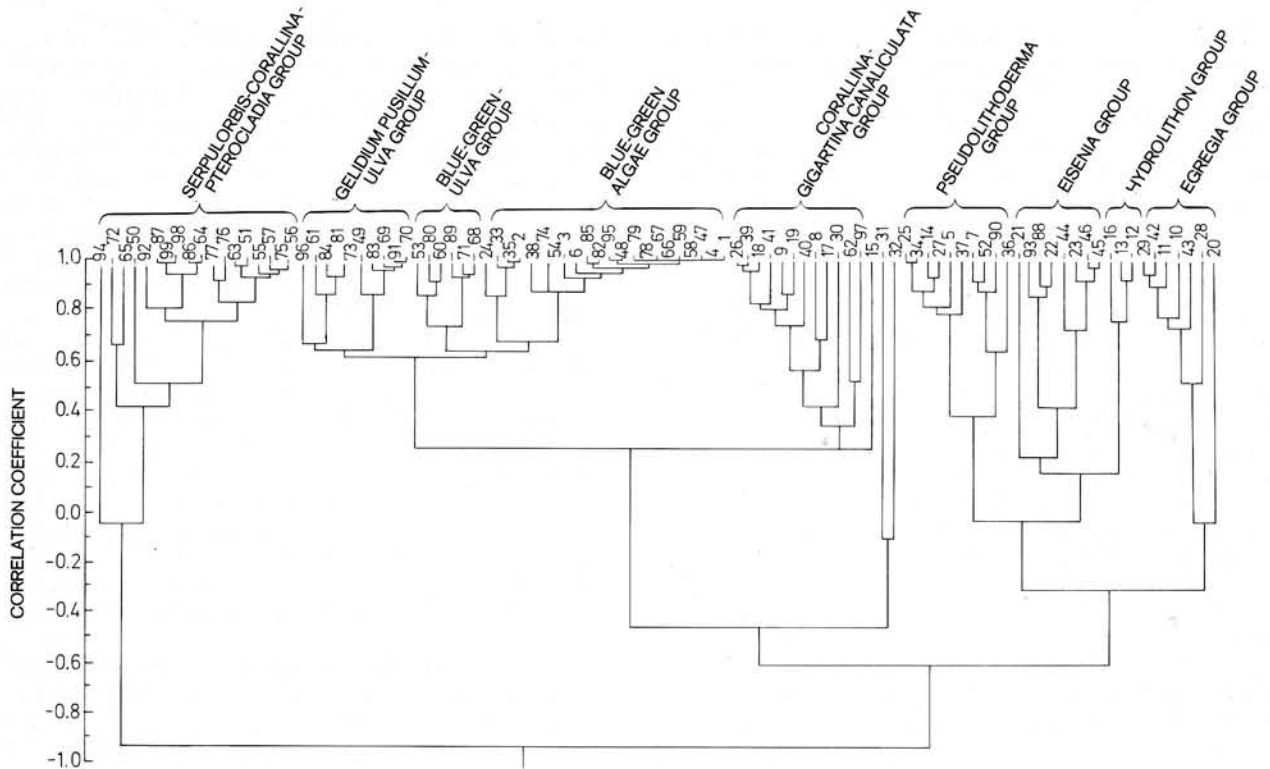 SERPULORBIS-CORALLINA-
PTEROCLADIA GROUP
GELIDIUM PUSILLUM-
ULVA GROUP
BLUE-GREEN-
ULVA GROUP
BLUE-GREEN
ALGAE GROUP
CORALLINA-
GIGARTINA CANALICULATA
GROUP
PSEUDOLITHODERMA
GROUP
EISENIA GROUP
HYDROLITHON GROUP
EGREGIA GROUP
94 72 65 50 92 87 99 98 86 54 77 76 63 51 55 57 75 56
96 61 84 81 73 49 83 69 91 70
53 80 60 89 71 68
24 33 35 2 38 74 54 3 6 85 82 95 48 79 78 67 66 59 58 47 4 1
26 39 18 41 9 19 40 8 17 30 62 97
15 31 32
25 34 14 27 5 37 7 52 90 36
21 93 88 22 44 23 46 45
16 13 12
29 42 11 10 43 28 20
CORRELATION COEFFICIENT
1.0
0.8
0.6
0.4
0.2
0.0
-0.2
-0.4
-0.6
-0.8
-1.0